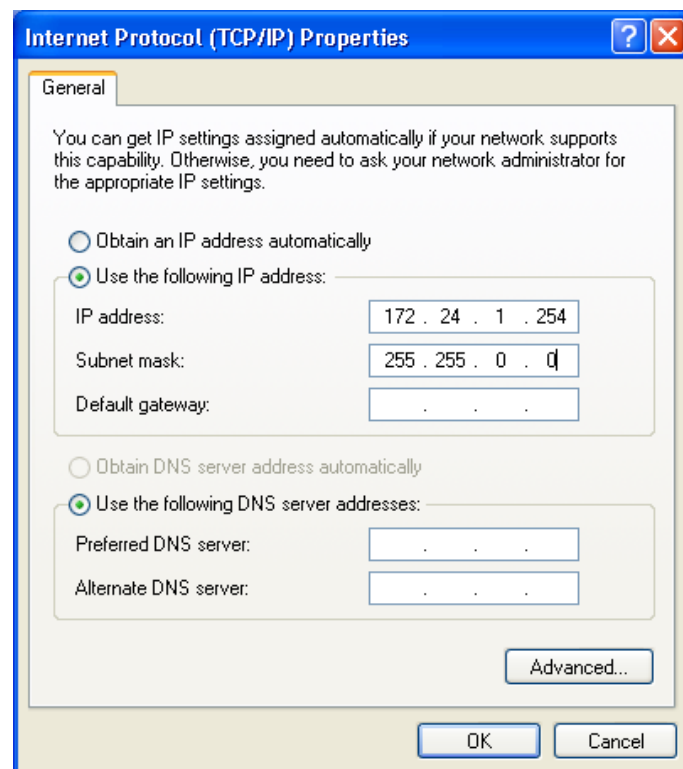 Internet Protocol (TCP/IP) Properties
General
You can get IP settings assigned automatically if your network supports
this capability. Otherwise, you need to ask your network administrator for
the appropriate IP settings.
Obtain an IP address automatically
Use the following IP address:
IP address: 172 . 24 . 1 . 254
Subnet mask: 255 . 255 . 0 . 0
Default gateway: . . .
Obtain DNS server address automatically
Use the following DNS server addresses:
Preferred DNS server: . . .
Alternate DNS server: . . .
Advanced...
OK Cancel